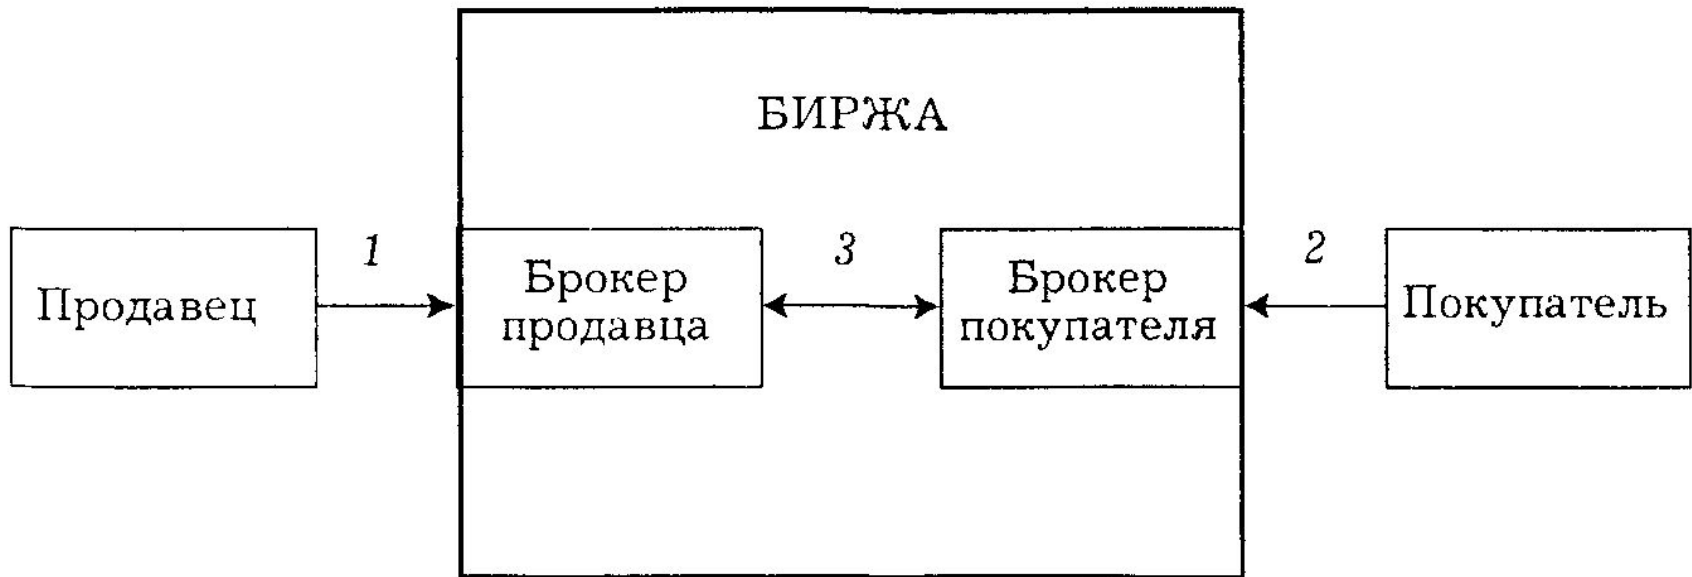 БИРЖА
1
3
2
Продавец
Брокер
продавца
Брокер
покупателя
Покупатель